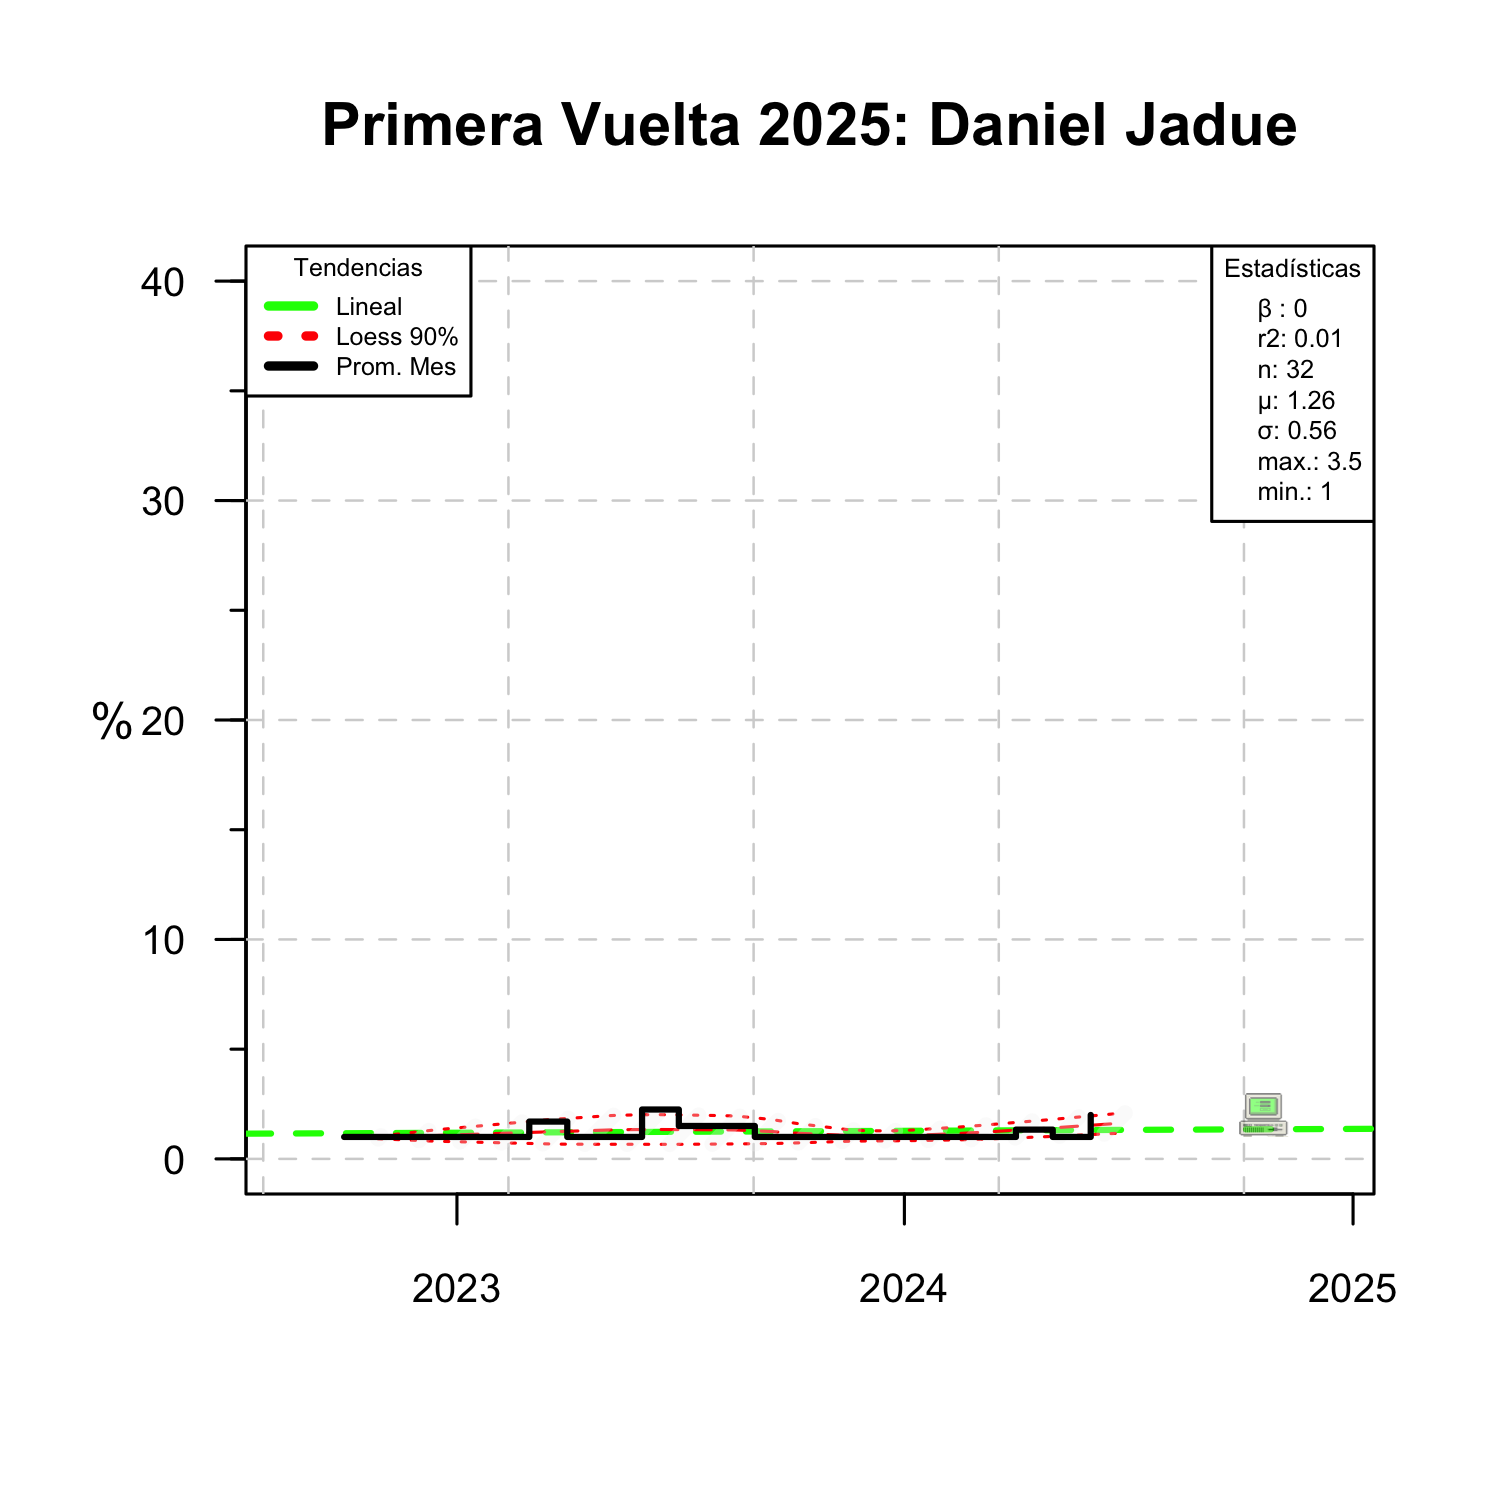 Primera Vuelta 2025: Daniel Jadue
Tendencias
Lineal
Loess 90%
Prom. Mes
Estadísticas
β : 0
r2: 0.01
n: 32
μ: 1.26
σ: 0.56
max.: 3.5
min.: 1
40
30
% 20
10
0
2023
2024
2025